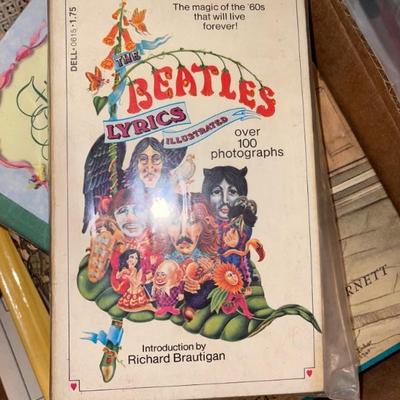 DELL • 0615 • 1.75
The magic of the '60s
that will live
forever!
THE
BEATLES
LYRICS
ILLUSTRATED
over
100
photographs
RNETT
Introduction by
Richard Brautigan